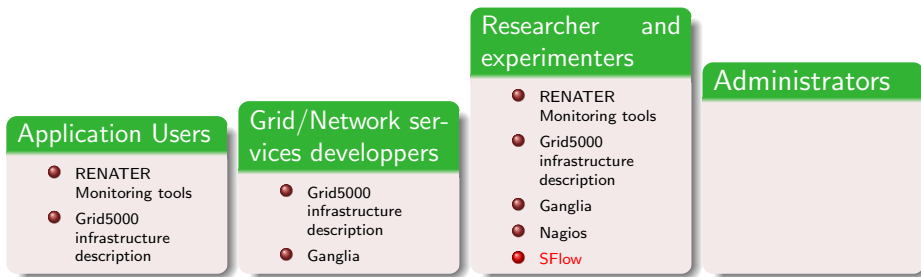 Application Users
RENATER
Monitoring tools
Grid5000
infrastructure
description
Grid/Network ser-
vices developpers
Grid5000
infrastructure
description
Ganglia
Researcher and
experimenters
RENATER
Monitoring tools
Grid5000
infrastructure
description
Ganglia
Nagios
SFlow
Administrators